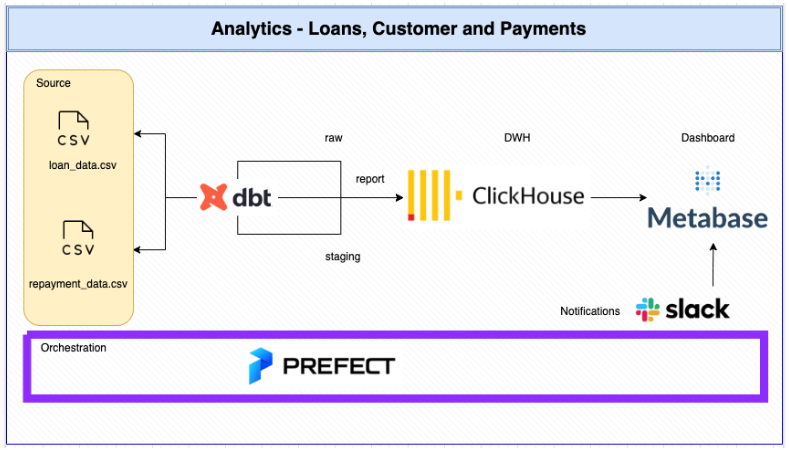 Analytics - Loans, Customer and Payments
Source
CSV
loan_data.csv
CSV
repayment_data.csv
raw
dbt
report
staging
DWH
ClickHouse
Dashboard
Metabase
Notifications
slack
Orchestration
PREFECT